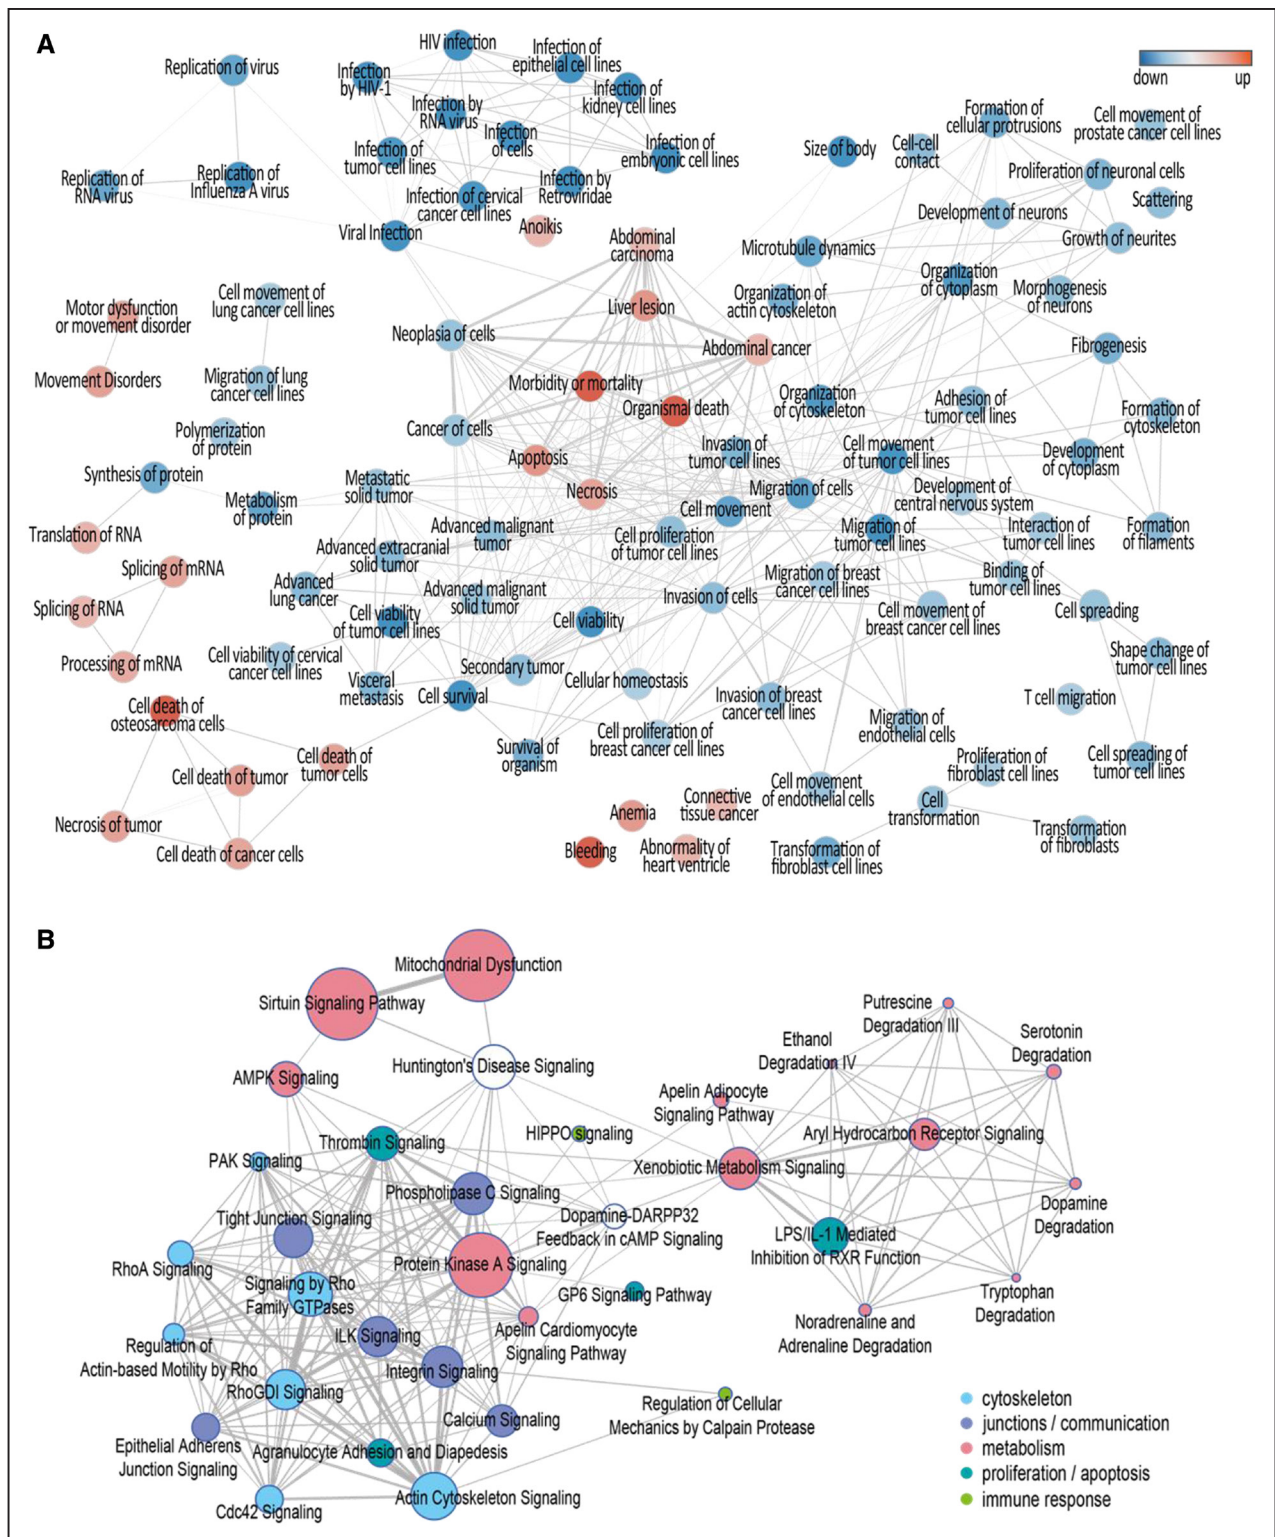 A
down
up
HIV infection
Infection of
epithelial cell lines
Replication of virus
Infection
by HIV-1
Infection of
kidney cell lines
Infection by
RNA virus
Infection
of cells
Formation of
cellular protrusions
Cell movement of
prostate cancer cell lines
Infection of
tumor cell lines
Infection of
embryonic cell lines
Size of body
Cell-cell
contact
Replication of
RNA virus
Replication of
Influenza A virus
Infection by
Retroviridae
Proliferation of neuronal cells
Infection of cervical
cancer cell lines
Scattering
Development of neurons
Viral Infection
Anoikis
Abdominal
carcinoma
Microtubule dynamics
Growth of neurites
Organization
of cytoplasm
Cell movement of
lung cancer cell lines
Motor dysfunction
or movement disorder
Liver lesion
Organization of
actin cytoskeleton
Morphogenesis
of neurons
Neoplasia of cells
Abdominal cancer
Fibrogenesis
Movement Disorders
Migration of lung
cancer cell lines
Morbidity or mortality
Organismal death
Organization
of cytoskeleton
Adhesion of
tumor cell lines
Formation of
cytoskeleton
Polymerization
of protein
Cancer of cells
Invasion of
tumor cell lines
Cell movement
of tumor cell lines
Development
of cytoplasm
Apoptosis
Synthesis of protein
Metabolism
of protein
Metastatic
solid tumor
Necrosis
Migration of cells
Cell movement
Development of
central nervous system
Translation of RNA
Advanced malignant
tumor
Cell proliferation
of tumor cell lines
Migration of
tumor cell lines
Interaction of
tumor cell lines
Formation
of filaments
Advanced extracranial
solid tumor
Splicing of mRNA
Advanced
lung cancer
Advanced malignant
solid tumor
Invasion of cells
Migration of breast
cancer cell lines
Binding of
tumor cell lines
Splicing of RNA
Cell viability
of tumor cell lines
Cell viability
Cell movement of
breast cancer cell lines
Cell spreading
Processing of mRNA
Cell viability of cervical
cancer cell lines
Secondary tumor
Shape change of
tumor cell lines
Visceral
metastasis
Cell survival
Cellular homeostasis
Invasion of breast
cancer cell lines
T cell migration
Cell death of
osteosarcoma cells
Migration of
endothelial cells
Cell proliferation of
breast cancer cell lines
Cell death of
tumor cells
Survival of
organism
Cell death of tumor
Proliferation of
fibroblast cell lines
Cell spreading of
tumor cell lines
Cell movement
of endothelial cells
Connective
tissue cancer
Anemia
Cell
transformation
Necrosis of tumor
Transformation
of fibroblasts
Cell death of cancer cells
Bleeding
Abnormality of
heart ventricle
Transformation of
fibroblast cell lines
B
Mitochondrial Dysfunction
Sirtuin Signaling Pathway
Putrescine
Degradation III
Serotonin
Degradation
Ethanol
Degradation IV
Huntington's Disease Signaling
AMPK Signaling
Apelin Adipocyte
Signaling Pathway
HIPPO signaling
Aryl Hydrocarbon Receptor Signaling
Thrombin Signaling
PAK Signaling
Xenobiotic Metabolism Signaling
Phospholipase C Signaling
Dopamine
Degradation
Tight Junction Signaling
Dopamine-DARPP32
Feedback in cAMP Signaling
LPS/IL-1 Mediated
Inhibition of RXR Function
RhoA Signaling
Protein Kinase A Signaling
Signaling by Rho
Family GTPases
GP6 Signaling Pathway
Tryptophan
Degradation
Noradrenaline and
Adrenaline Degradation
ILK Signaling
Apelin Cardiomyocyte
Signaling Pathway
Regulation of
Actin-based Motility by Rho
Integrin Signaling
RhoGDI Signaling
Regulation of Cellular
Mechanics by Calpain Protease
Calcium Signaling
Epithelial Adherens
Junction Signaling
Agranulocyte Adhesion and Diapedesis
Actin Cytoskeleton Signaling
Cdc42 Signaling
cytoskeleton
junctions / communication
metabolism
proliferation / apoptosis
immune response